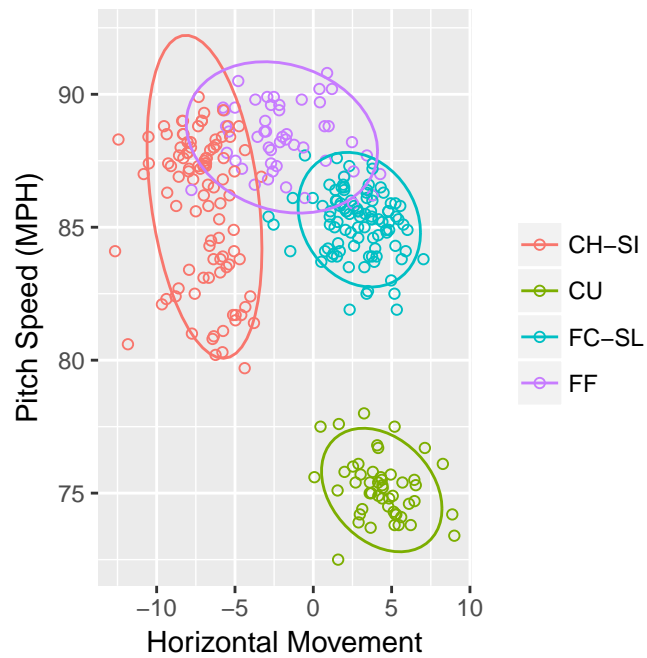 90
85
80
75
−10
−5
0
5
10
Horizontal Movement
Pitch Speed (MPH)
CH−SI
CU
FC−SL
FF